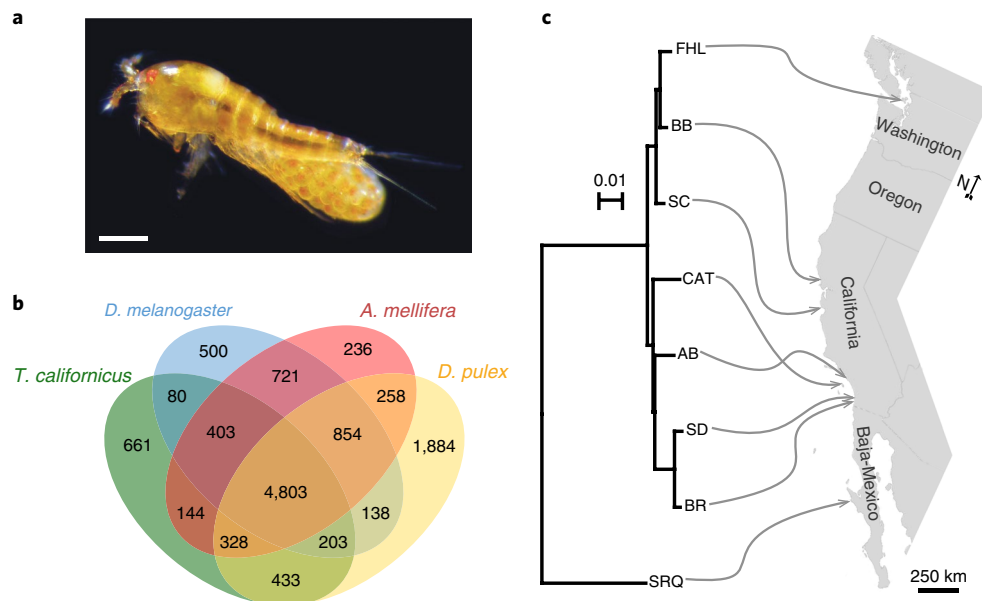 a
b
D. melanogaster
A. mellifera
T. californicus
D. pulex
500
236
80
721
258
661
403
854
1,884
4,803
144
138
328
203
433
c
FHL
BB
SC
CAT
AB
SD
BR
SRQ
0.01
Washington
Oregon
N
California
Baja-Mexico
250 km